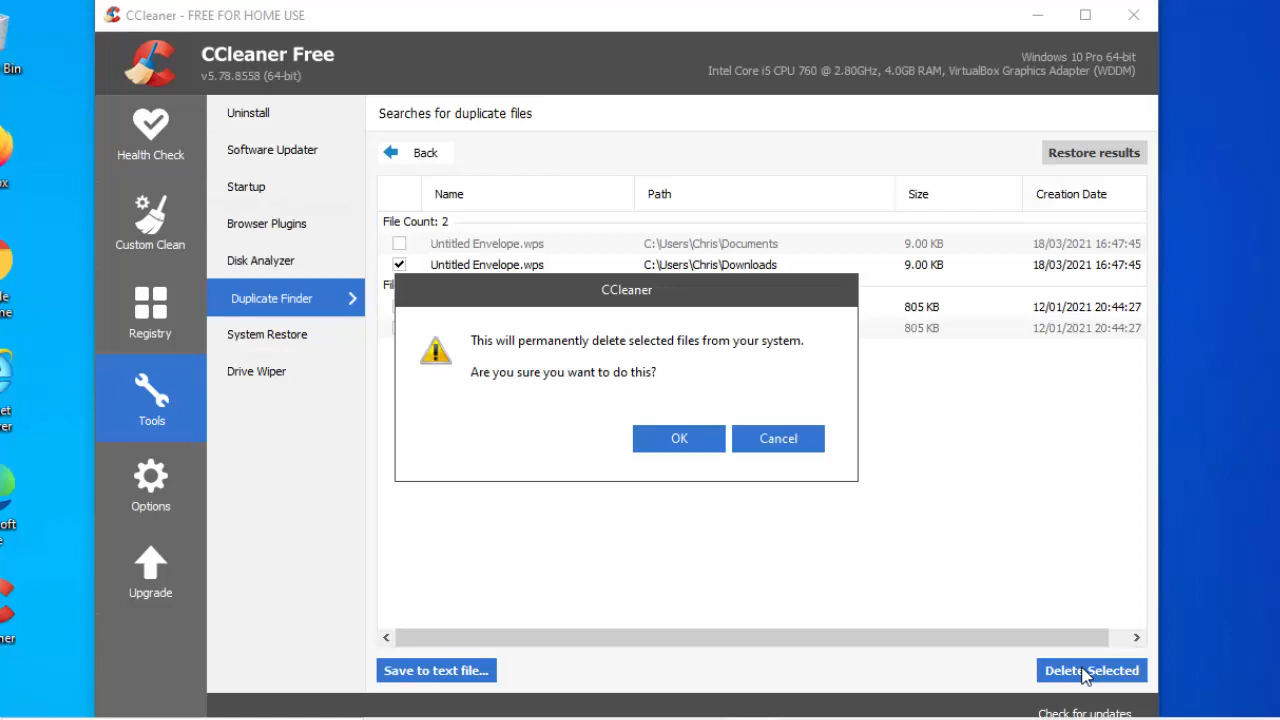 CCleaner - FREE FOR HOME USE
Bin
CCleaner Free
v5.78.8558 (64-bit)
Windows 10 Pro 64-bit
Intel Core i5 CPU 760 @ 2.80GHz, 4.0GB RAM, VirtualBox Graphics Adapter (WDDM)
Health Check
Custom Clean
Registry
Tools
Options
Upgrade
Uninstall
Software Updater
Startup
Browser Plugins
Disk Analyzer
Duplicate Finder
System Restore
Drive Wiper
Searches for duplicate files
Back
Restore results
Name Path Size Creation Date
File Count: 2
Untitled Envelope.wps C:\Users\Chris\Documents 9.00 KB 18/03/2021 16:47:45
Untitled Envelope.wps C:\Users\Chris\Downloads 9.00 KB 18/03/2021 16:47:45
805 KB 12/01/2021 20:44:27
805 KB 12/01/2021 20:44:27
CCleaner
This will permanently delete selected files from your system.
Are you sure you want to do this?
OK Cancel
Save to text file...
Delete Selected
Check for updates